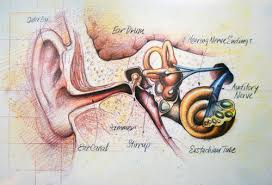 Ear Drum
Hearing Nerve Endings
Auditory
Nerve
Hammer
Stirrup
Ear Canal
Eustachian Tube